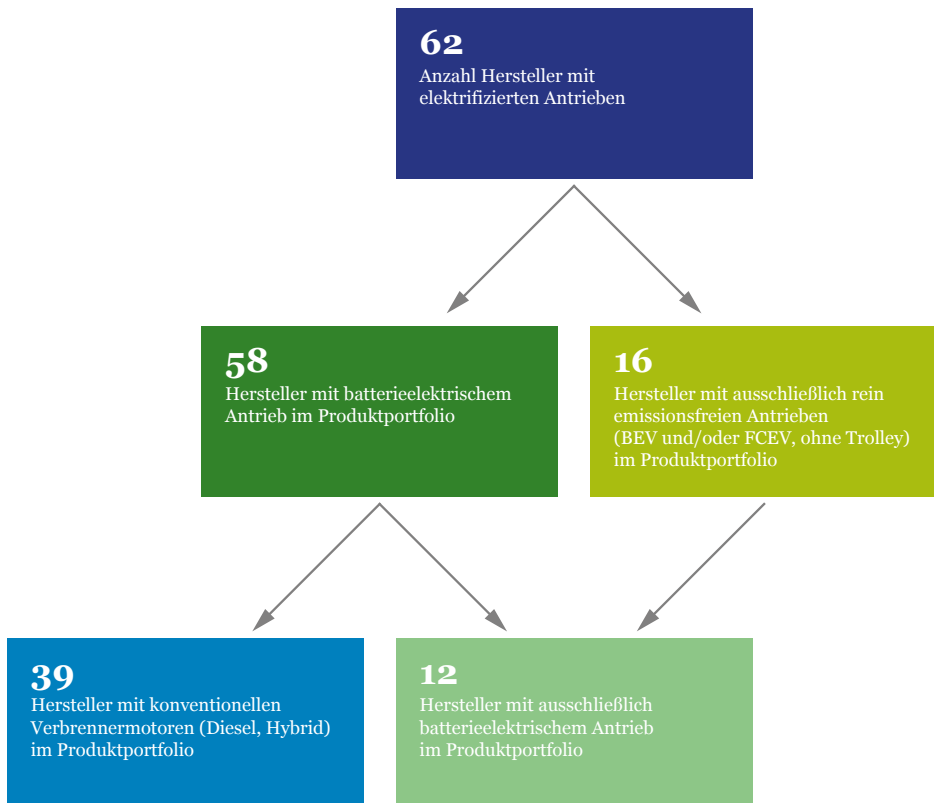 62
Anzahl Hersteller mit
elektrifizierten Antrieben
58
Hersteller mit batterieelektrischem
Antrieb im Produktportfolio
16
Hersteller mit ausschließlich rein
emissionsfreien Antrieben
(BEV und/oder FCEV, ohne Trolley)
im Produktportfolio
39
Hersteller mit konventionellen
Verbrennermotoren (Diesel, Hybrid)
im Produktportfolio
12
Hersteller mit ausschließlich
batterieelektrischem Antrieb
im Produktportfolio